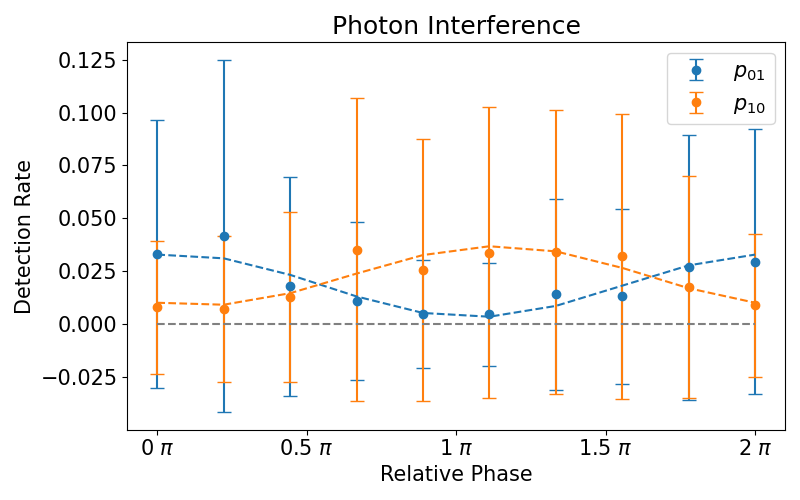 Photon Interference
p01
p10
0.125
0.100
0.075
0.050
0.025
0.000
−0.025
Detection Rate
0 π
0.5 π
1 π
1.5 π
2 π
Relative Phase